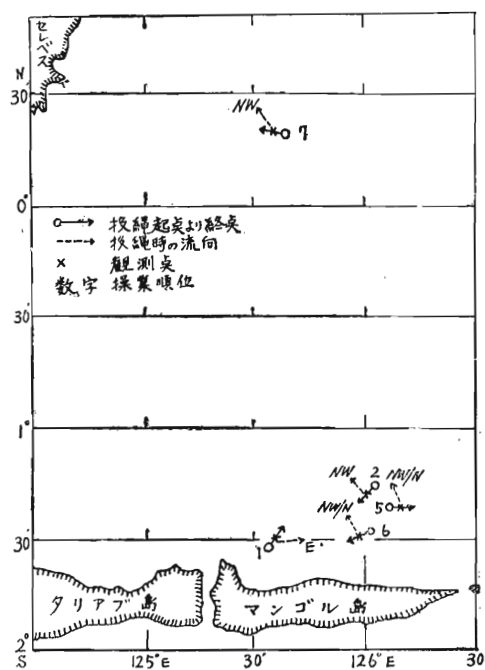 セレベス
N
30'
NW
7
0°
投縄起点より終点
投縄時の流向
観測点
数字 操業順位
30'
1°
NW 2 NW/N
NW/N 5
6
30' 1 E.
タリアブ島 マンゴル島
2°
S 125°E 30' 126°E 30